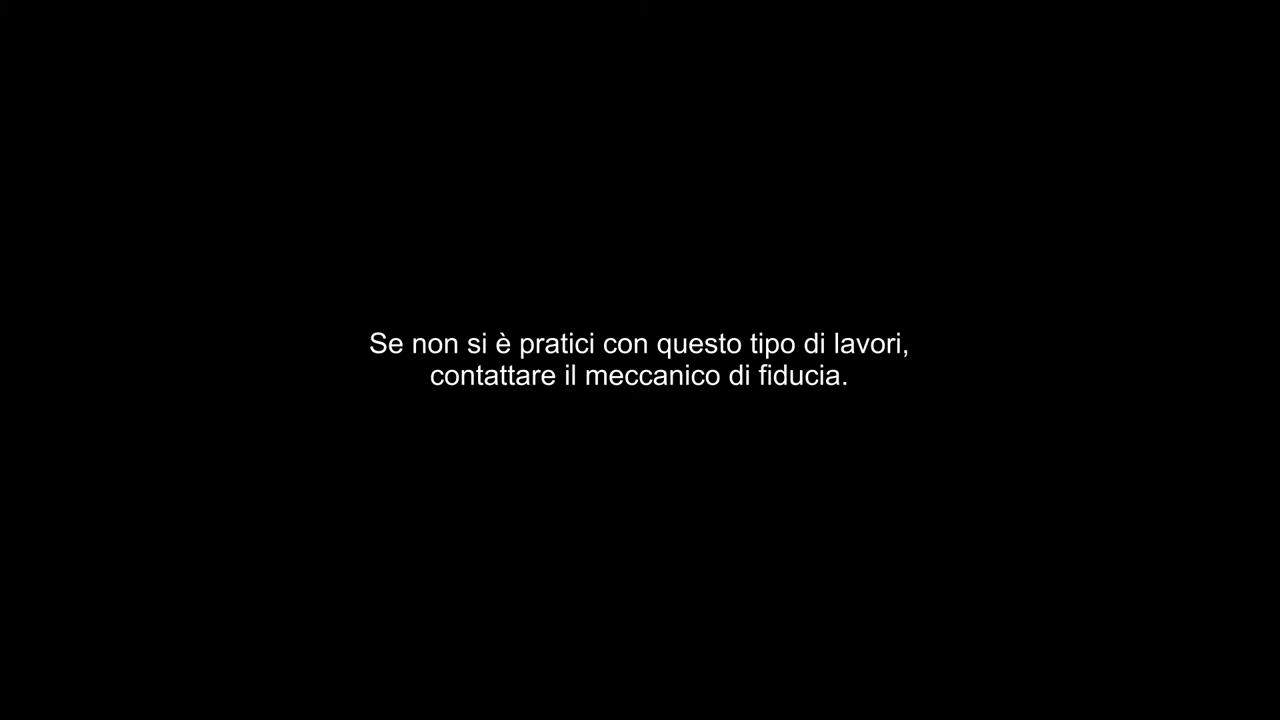 Se non si è pratici con questo tipo di lavori,
contattare il meccanico di fiducia.